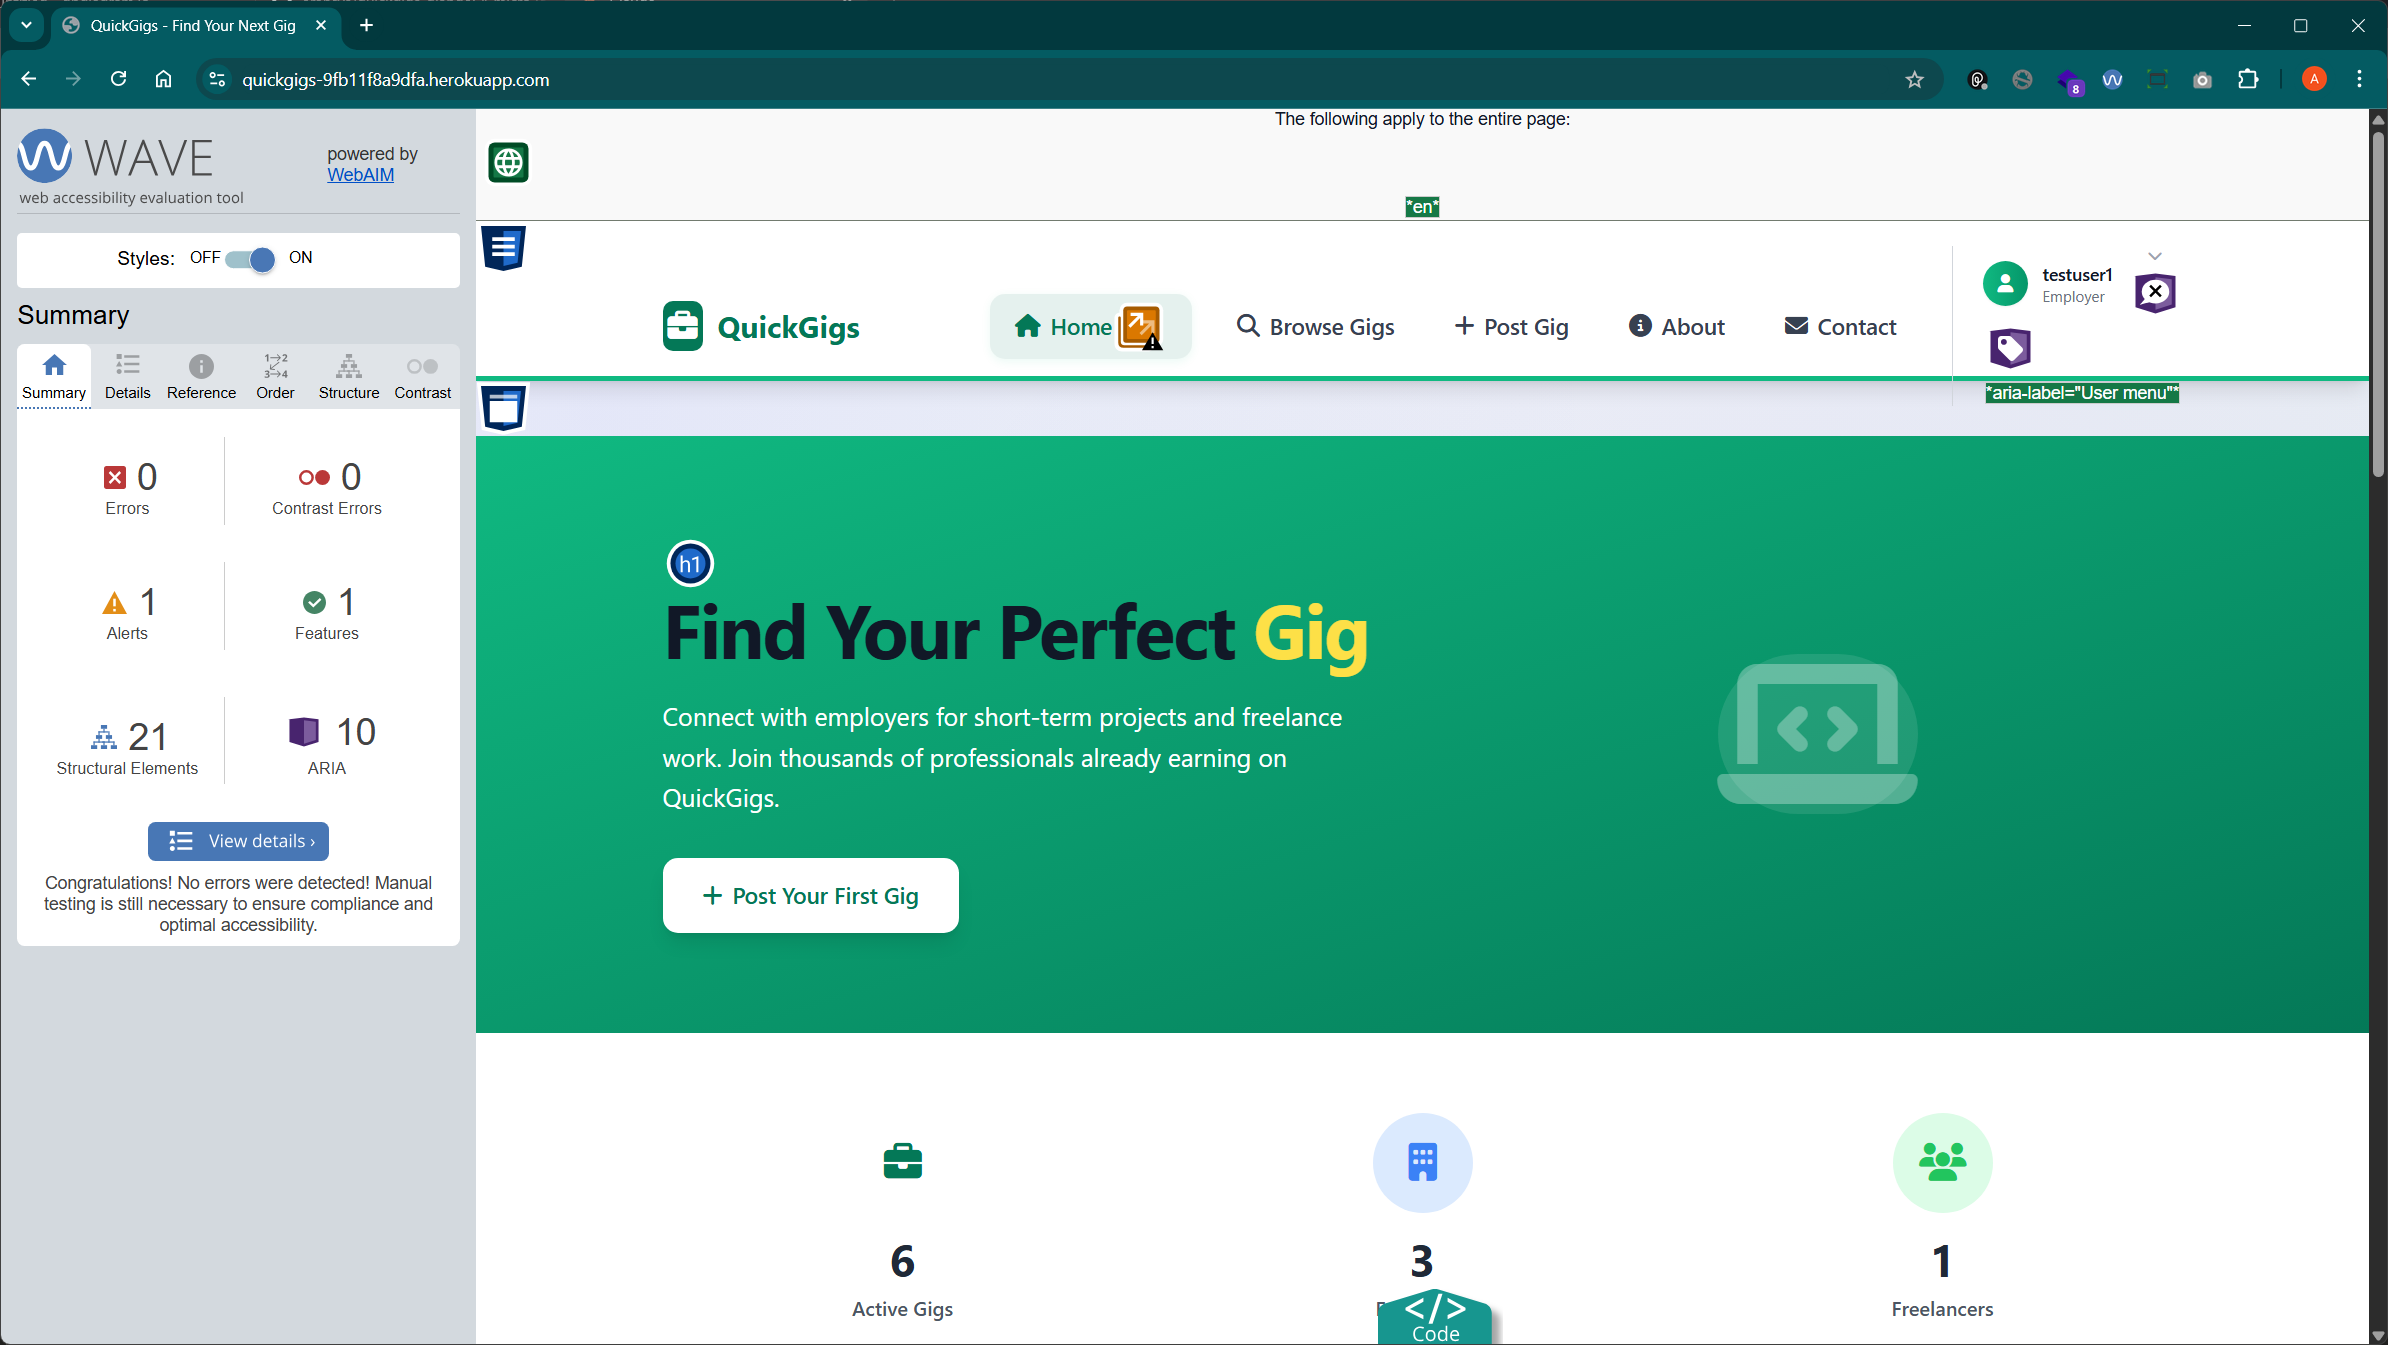 QuickGigs - Find Your Next Gig
quickgigs-9fb11f8a9dfa.herokuapp.com
8
A
WAVE
web accessibility evaluation tool
powered by
WebAIM
Styles: OFF ON
Summary
Summary
Details
Reference
1→2
3→4
Order
Structure
Contrast
0
Errors
0
Contrast Errors
1
Alerts
1
Features
21
Structural Elements
10
ARIA
View details ›
Congratulations! No errors were detected! Manual
testing is still necessary to ensure compliance and
optimal accessibility.
The following apply to the entire page:
*en*
QuickGigs
Home
Browse Gigs
Post Gig
About
Contact
testuser1
Employer
*aria-label="User menu"*
h1
Find Your Perfect Gig
Connect with employers for short-term projects and freelance
work. Join thousands of professionals already earning on
QuickGigs.
Post Your First Gig
6
Active Gigs
3
1
Freelancers
</>
Code